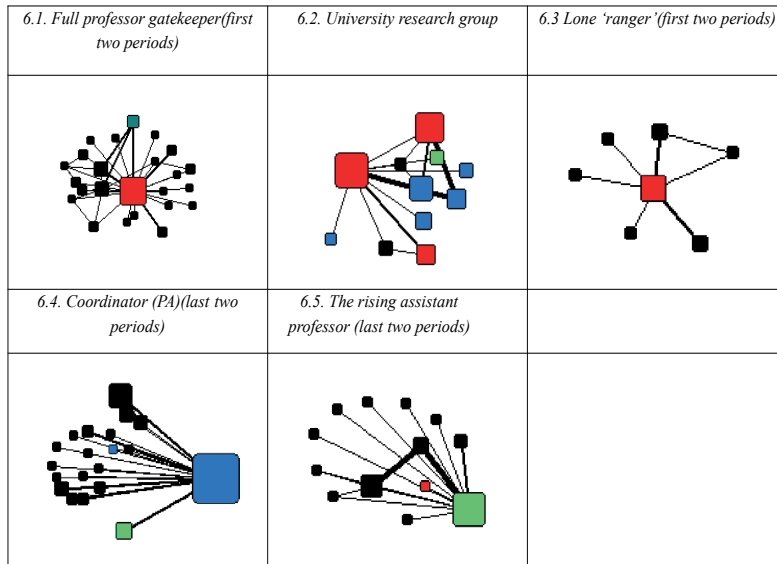 6.1. Full professor gatekeeper(first
two periods)
6.2. University research group
6.3 Lone ‘ranger’(first two periods)
6.4. Coordinator (PA)(last two
periods)
6.5. The rising assistant
professor (last two periods)